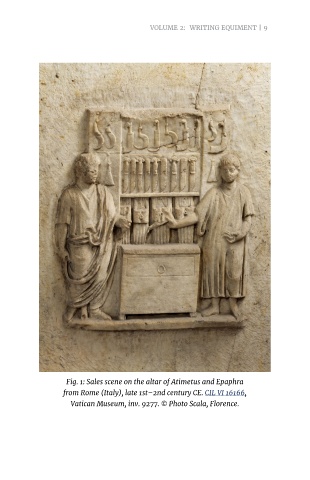 VOLUME 2: WRITING EQUIMENT | 9
Fig. 1: Sales scene on the altar of Atimetus and Epaphra
from Rome (Italy), late 1st–2nd century CE. CIL VI 16166,
Vatican Museum, inv. 9277. © Photo Scala, Florence.